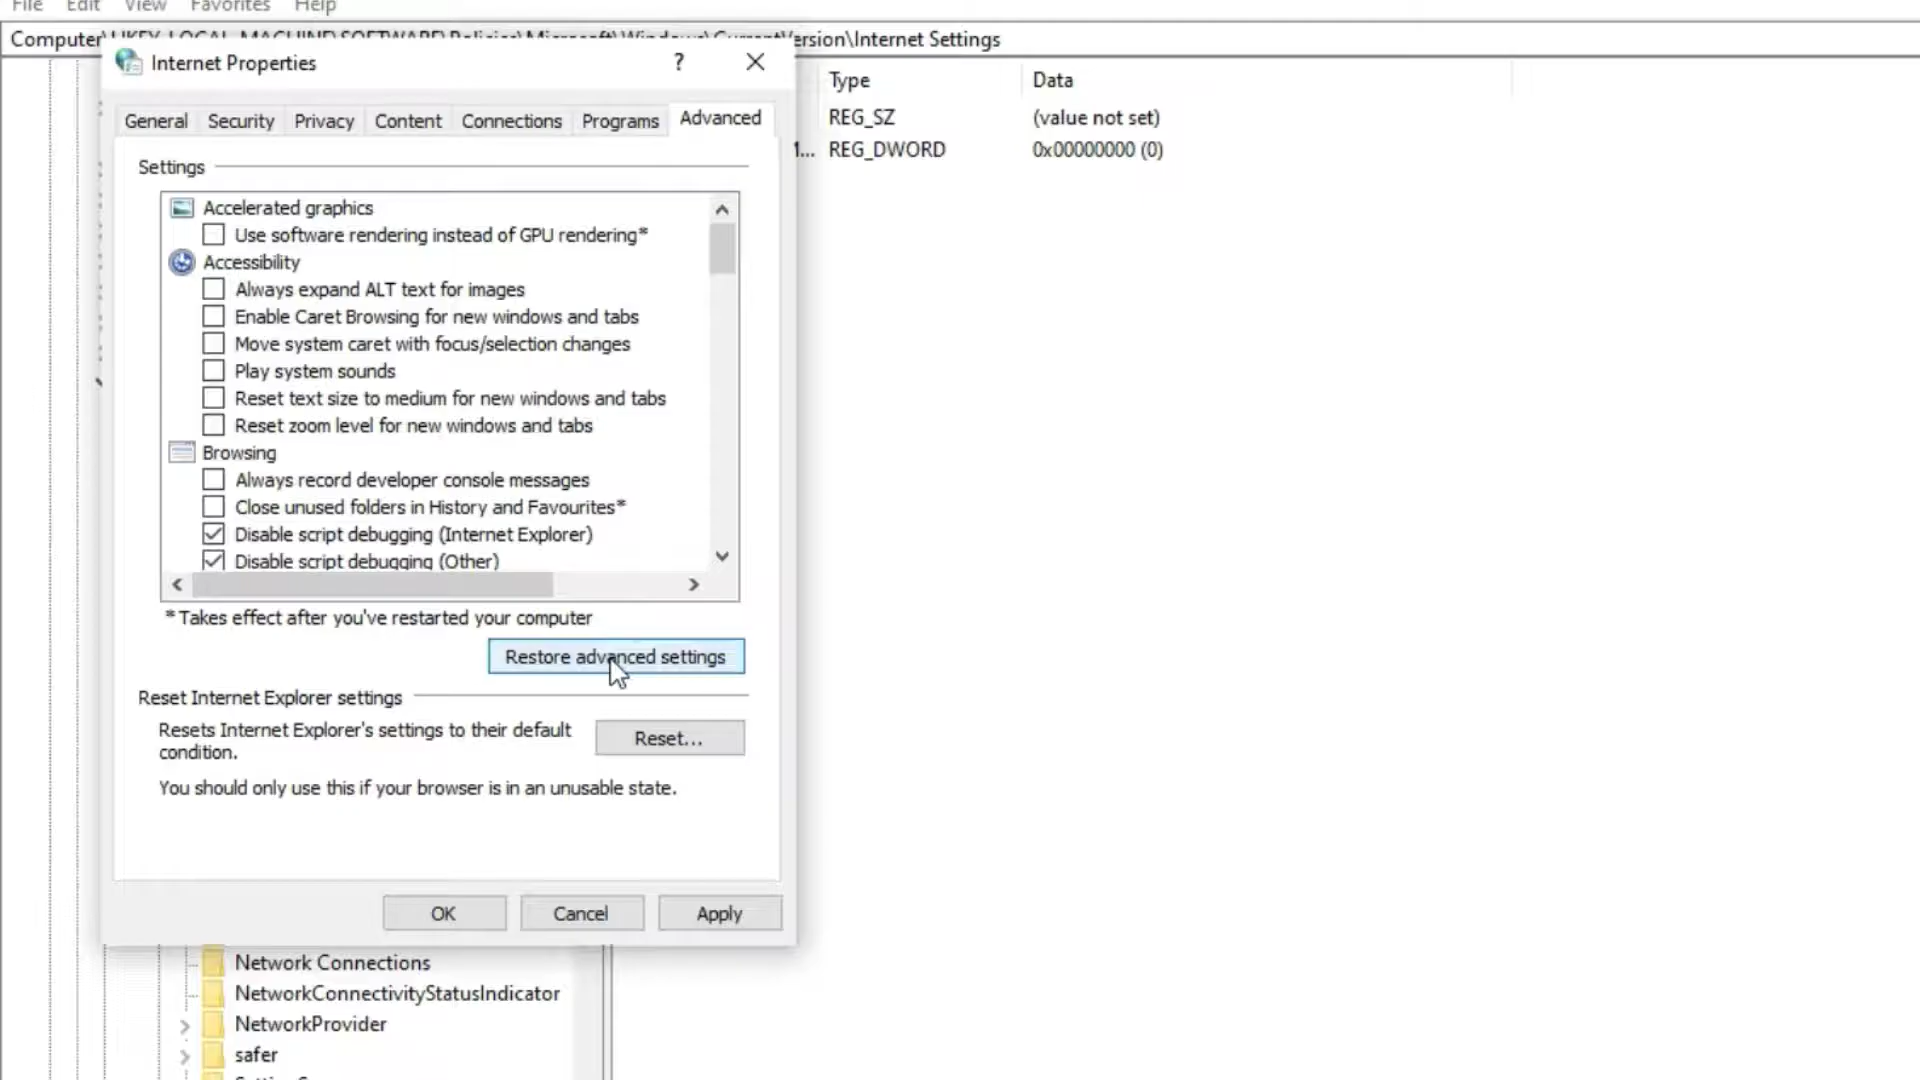 File Edit View Favorites Help
Computer\HKEY_LOCAL_MACHINE\SOFTWARE\Policies\Microsoft\Windows\CurrentVersion\Internet Settings
Internet Properties ?
Type Data
General Security Privacy Content Connections Programs Advanced
REG_SZ (value not set)
REG_DWORD 0x00000000 (0)
Settings
Accelerated graphics
Use software rendering instead of GPU rendering*
Accessibility
Always expand ALT text for images
Enable Caret Browsing for new windows and tabs
Move system caret with focus/selection changes
Play system sounds
Reset text size to medium for new windows and tabs
Reset zoom level for new windows and tabs
Browsing
Always record developer console messages
Close unused folders in History and Favourites*
Disable script debugging (Internet Explorer)
Disable script debugging (Other)
*Takes effect after you've restarted your computer
Restore advanced settings
Reset Internet Explorer settings
Resets Internet Explorer's settings to their default
condition.
Reset...
You should only use this if your browser is in an unusable state.
OK Cancel Apply
Network Connections
NetworkConnectivityStatusIndicator
NetworkProvider
safer